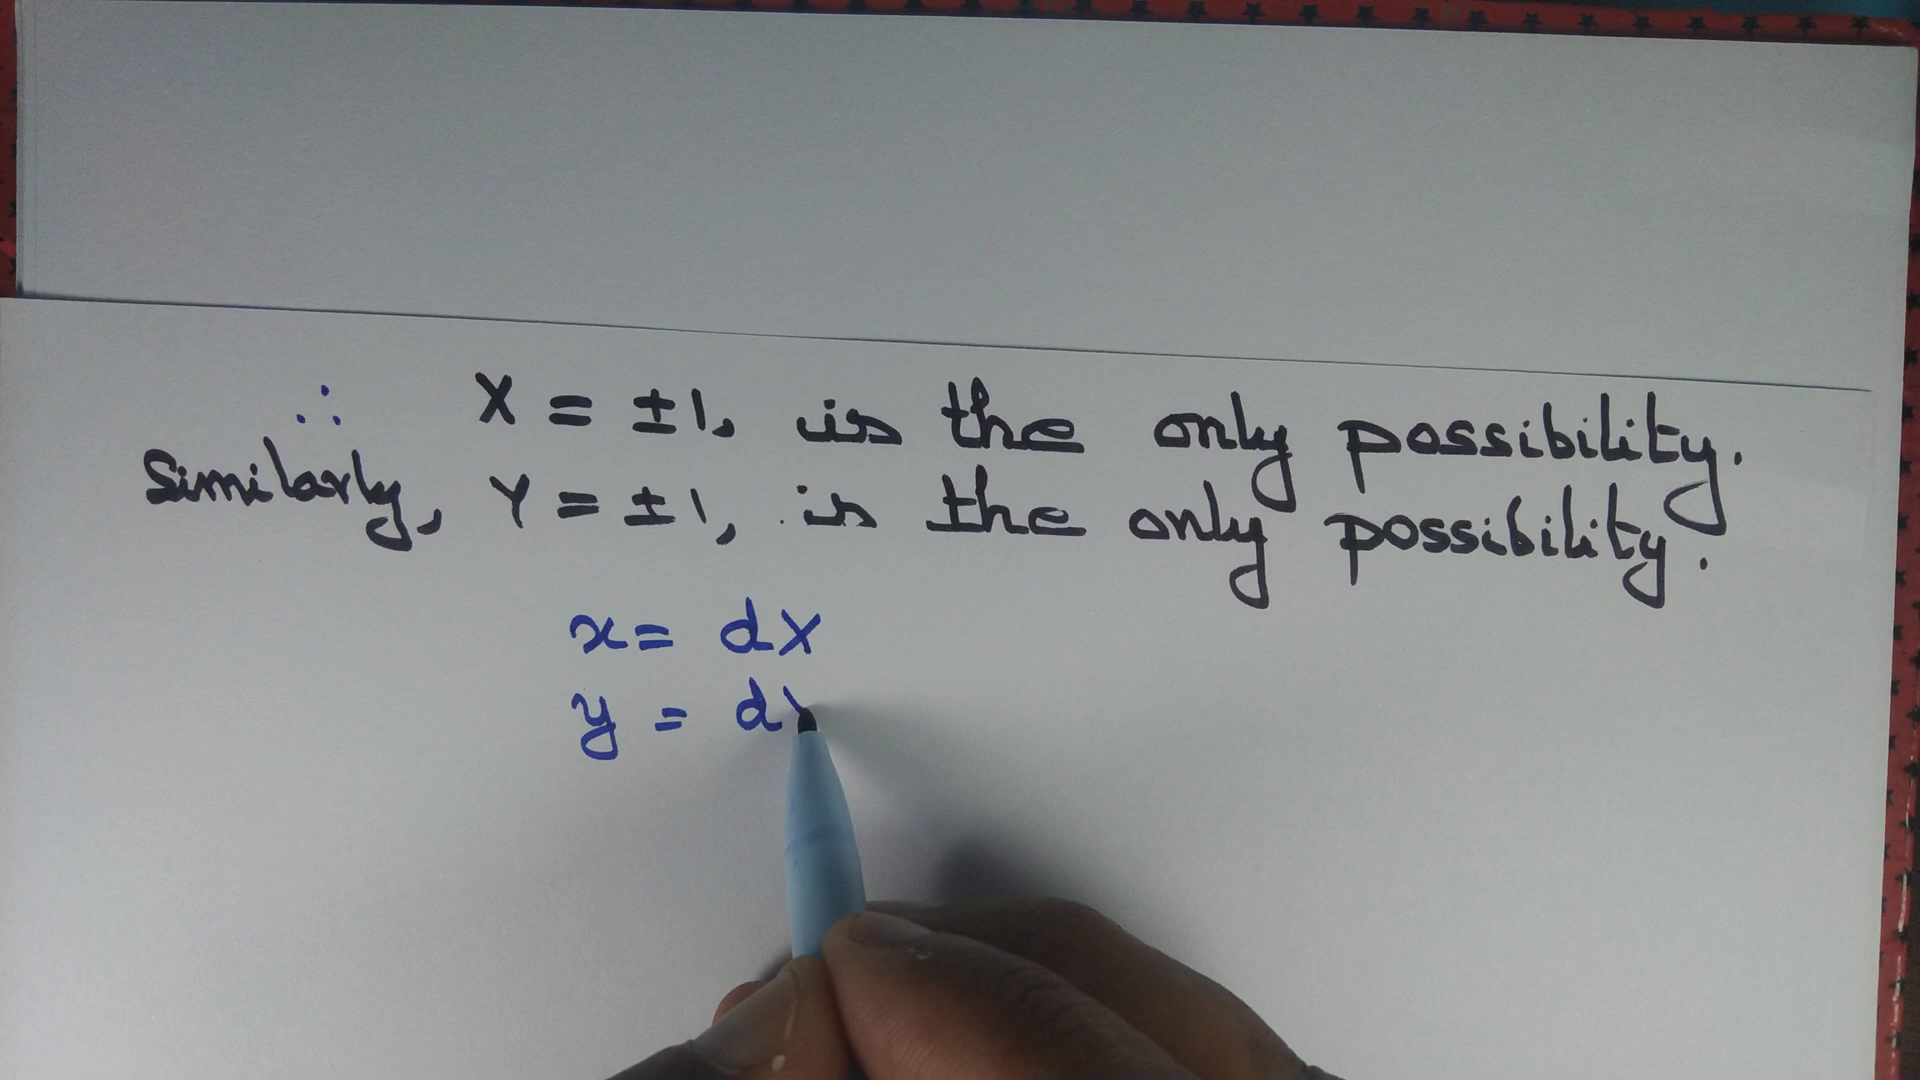 ∴ X = ±1, is the only possibility.
Similarly, Y = ±1, is the only possibility.
x = dX
y = d